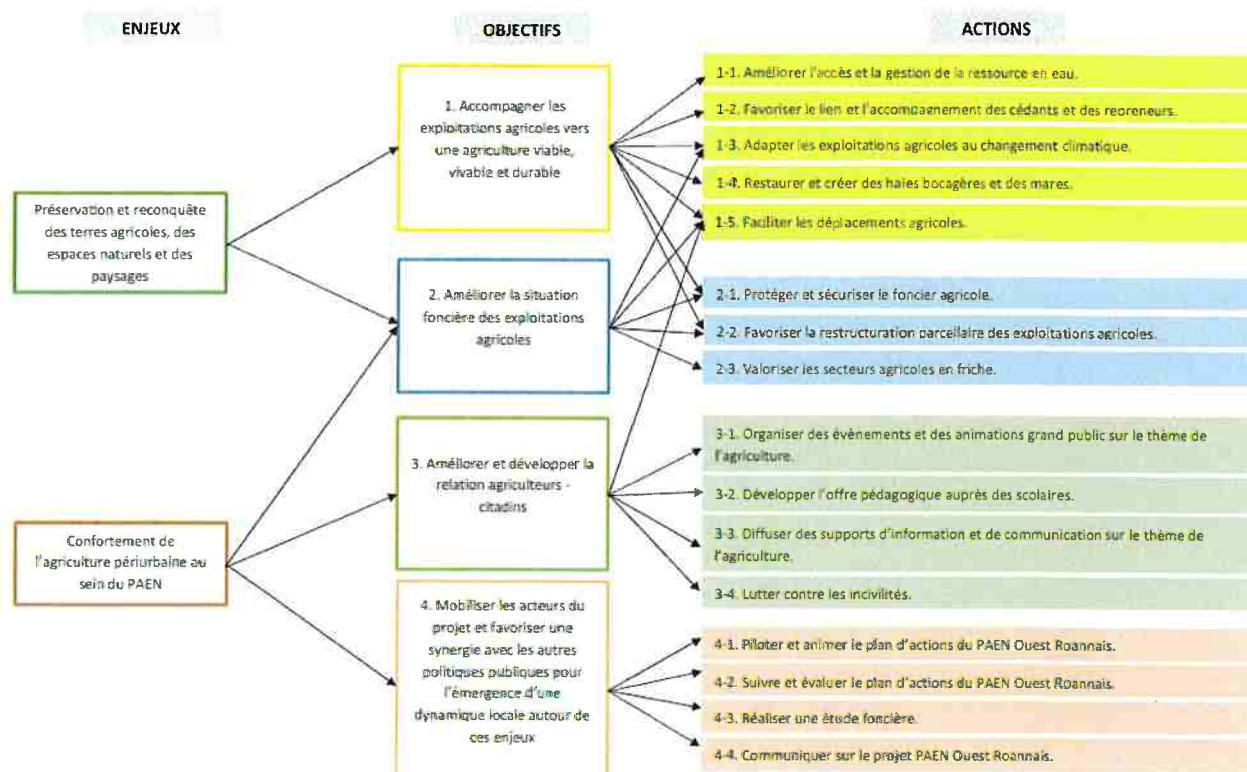 ENJEUX
OBJECTIFS
ACTIONS
Préservation et reconquête
des terres agricoles, des
espaces naturels et des
paysages
Confortement de
l'agriculture périurbaine au
sein du PAEN
1. Accompagner les
exploitations agricoles vers
une agriculture viable,
vivable et durable
2. Améliorer la situation
foncière des exploitations
agricoles
3. Améliorer et développer la
relation agriculteurs -
citadins
4. Mobiliser les acteurs du
projet et favoriser une
synergie avec les autres
politiques publiques pour
l'émergence d'une
dynamique locale autour de
ces enjeux
1-1. Améliorer l'accès et la gestion de la ressource en eau.
1-2. Favoriser le lien et l'accompagnement des cédants et des repreneurs.
1-3. Adapter les exploitations agricoles au changement climatique.
1-4. Restaurer et créer des haies bocagères et des mares.
1-5. Faciliter les déplacements agricoles.
2-1. Protéger et sécuriser le foncier agricole.
2-2. Favoriser la restructuration parcellaire des exploitations agricoles.
2-3. Valoriser les secteurs agricoles en friche.
3-1. Organiser des évènements et des animations grand public sur le thème de
l'agriculture.
3-2. Développer l'offre pédagogique auprès des scolaires.
3-3. Diffuser des supports d'information et de communication sur le thème de
l'agriculture.
3-4. Lutter contre les incivilités.
4-1. Piloter et animer le plan d'actions du PAEN Ouest Roannais.
4-2. Suivre et évaluer le plan d'actions du PAEN Ouest Roannais.
4-3. Réaliser une étude foncière.
4-4. Communiquer sur le projet PAEN Ouest Roannais.